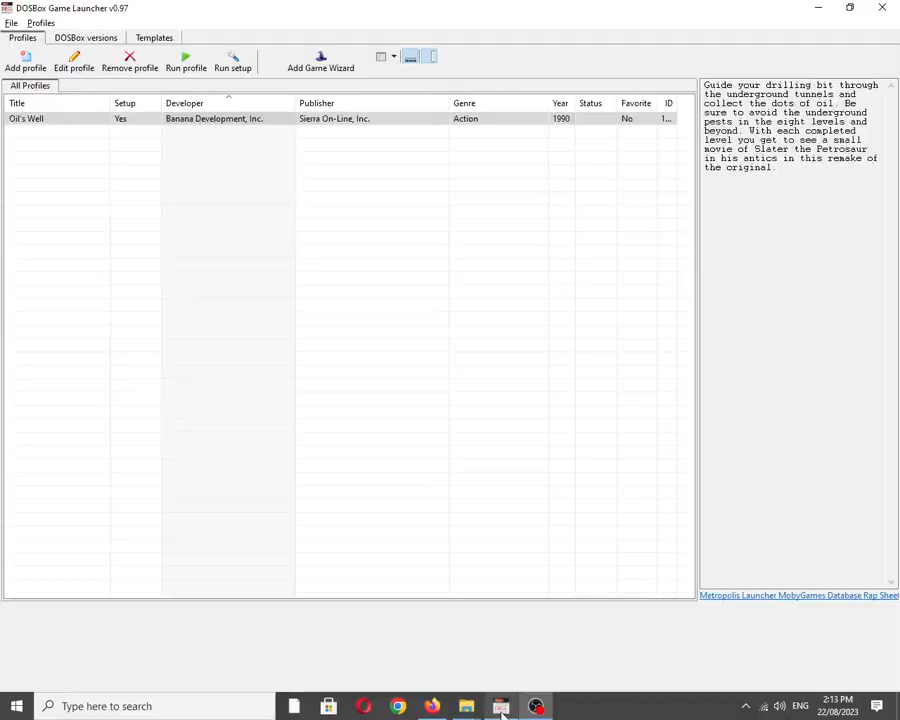 DOSBox Game Launcher v0.97
File Profiles
Profiles DOSBox versions Templates
Add profile Edit profile Remove profile Run profile Run setup Add Game Wizard
All Profiles
Title Setup Developer Publisher Genre Year Status Favorite ID
Oil's Well Yes Banana Development, Inc. Sierra On-Line, Inc. Action 1990 No 1...
Guide your drilling bit through
the underground tunnels and
collect the dots of oil. Be
sure to avoid the underground
pests in the eight levels and
beyond. With each completed
level you get to see a small
movie of Slater the Petrosaur
in his antics in this remake of
the original.
Metropolis Launcher MobyGames Database Rap Sheet
Type here to search
ENG
2:13 PM
22/08/2023